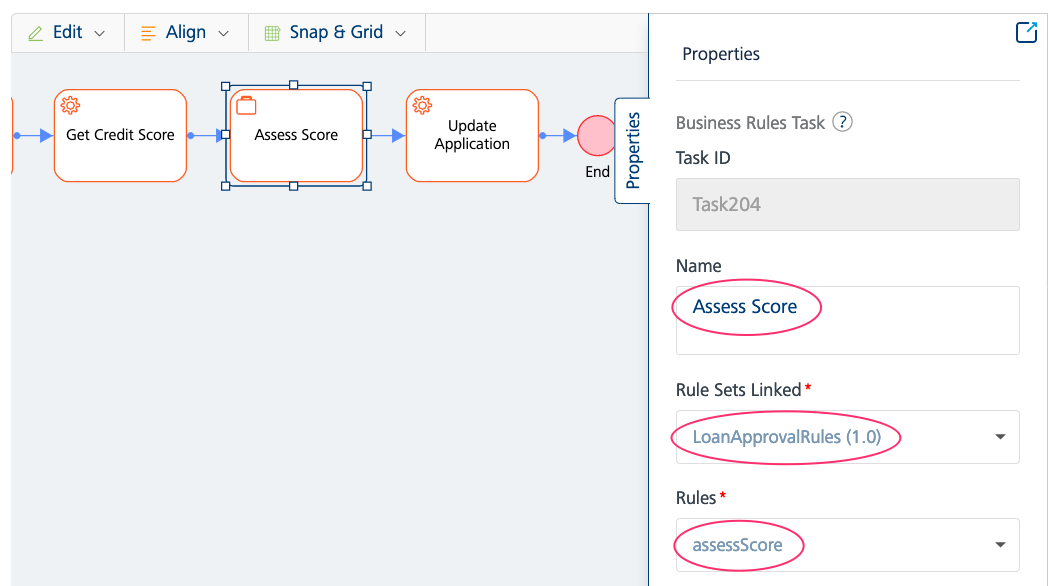 Edit
Align
Snap & Grid
Get Credit Score
Assess Score
Update
Application
End
Properties
Properties
Business Rules Task ?
Task ID
Task204
Name
Assess Score
Rule Sets Linked*
LoanApprovalRules (1.0)
Rules*
assessScore